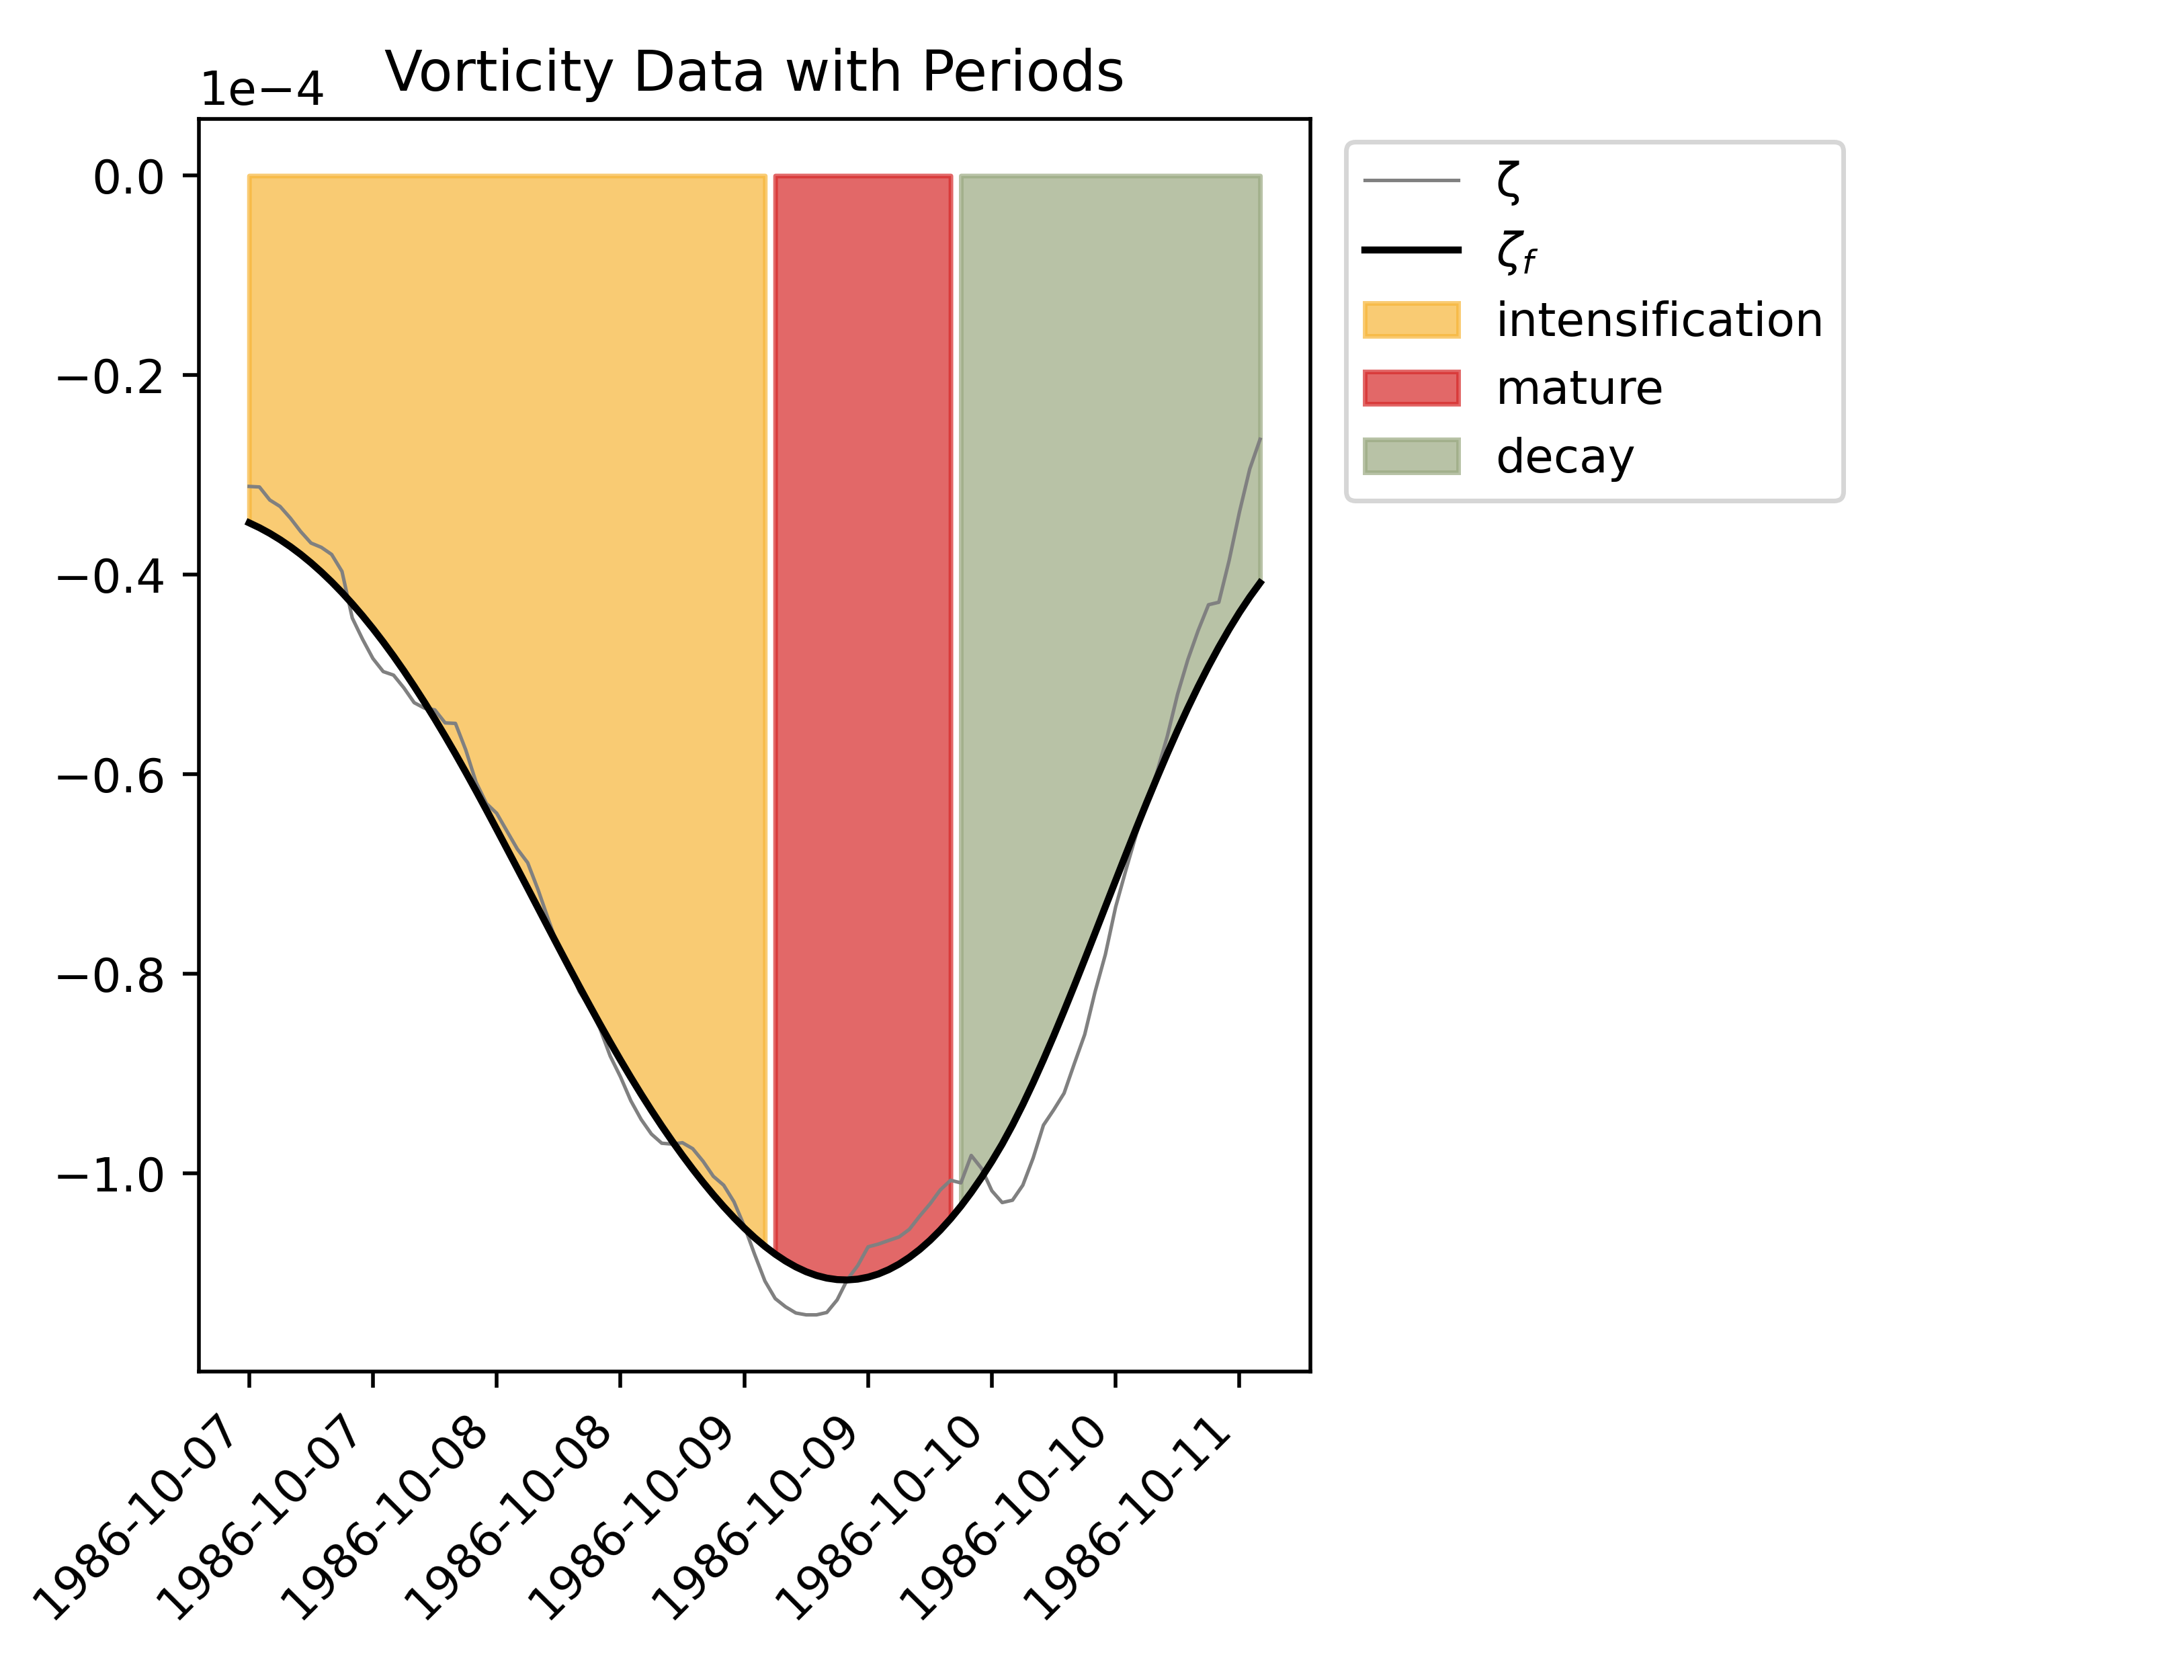 Vorticity Data with Periods
1e−4
0.0
−0.2
−0.4
−0.6
−0.8
−1.0
1986-10-07
1986-10-07
1986-10-08
1986-10-08
1986-10-09
1986-10-09
1986-10-10
1986-10-10
1986-10-11
ζ
ζf
intensification
mature
decay